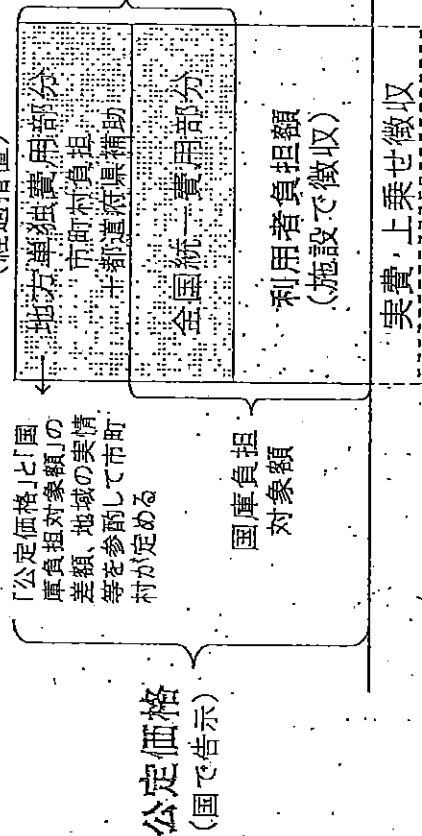 (経過措置)
地方単独費用部分
市町村負担
+都道府県補助
全国統一費用部分
利用者負担額
(施設で徴収)
実費・上乗せ徴収
「公定価格」と「国
庫負担対象額」の
差額、地域の実情
等を参酌して市町
村が定める
国庫負担
対象額
公定価格
(国で告示)